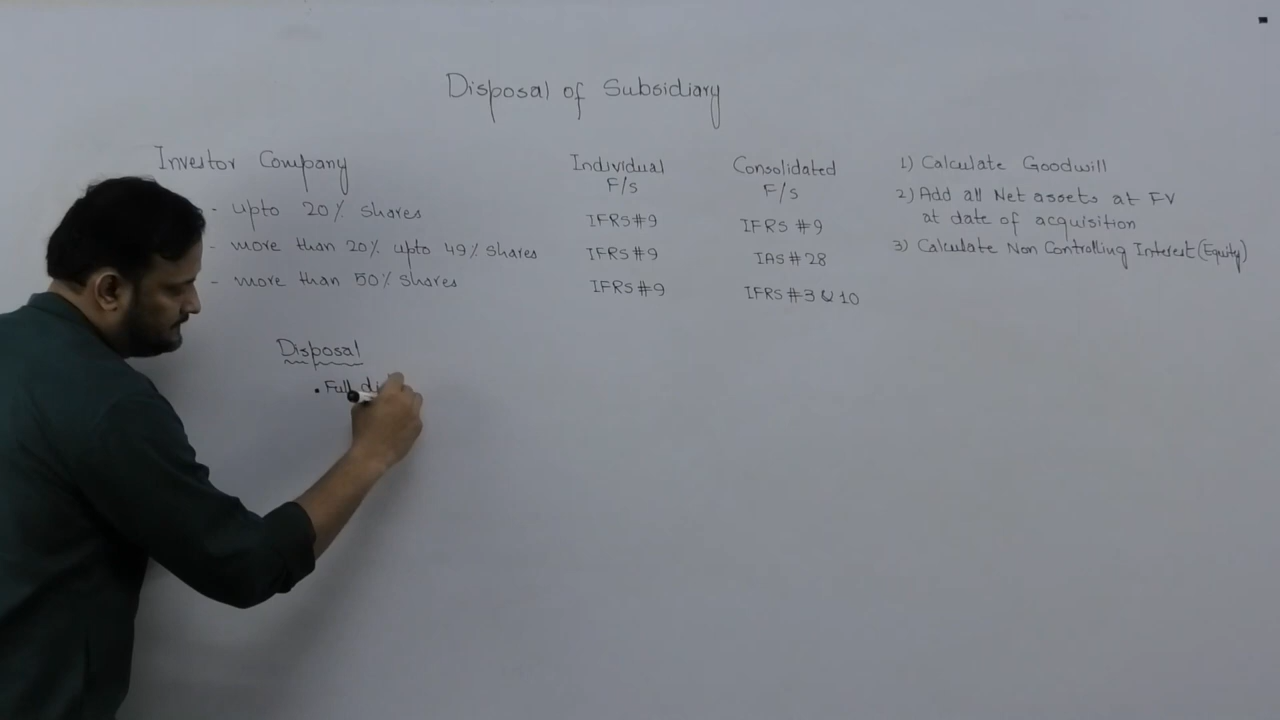 Disposal of Subsidiary
Investor Company
- upto 20% shares
- more than 20% upto 49% shares
- more than 50% shares
Individual
F/s
IFRS#9
IFRS#9
IFRS#9
Consolidated
F/s
IFRS #9
IAS# 28
IFRS #3 & 10
1) Calculate Goodwill
2) Add all Net assets at FV
at date of acquisition
3) Calculate Non Controlling Interest (Equity)
Disposal
• Full di